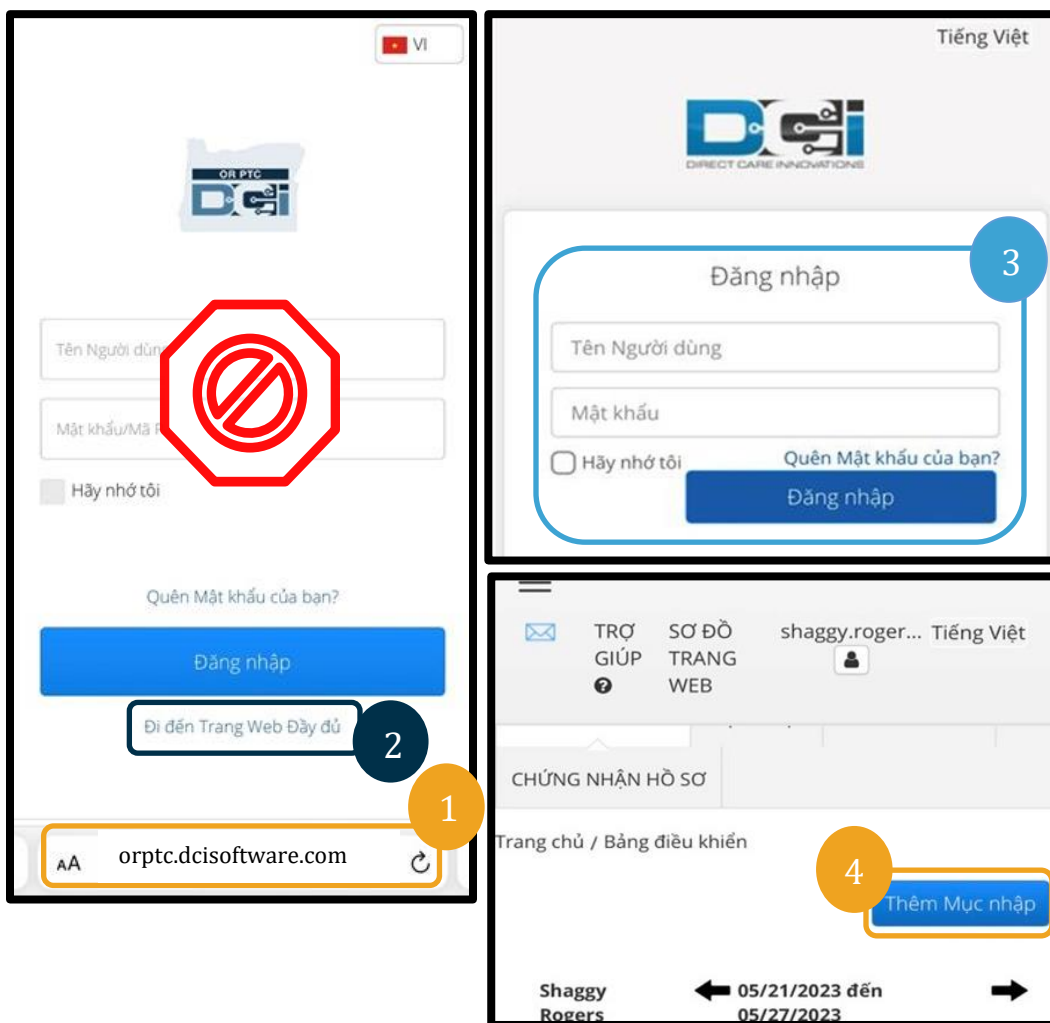 VI
OR PTC
DCi
Tên Người dùng
Mật khẩu/Mã
Hãy nhớ tôi
Quên Mật khẩu của bạn?
Đăng nhập
Đi đến Trang Web Đầy đủ
2
1
AA orptc.dcisoftware.com
Tiếng Việt
DCi
DIRECT CARE INNOVATIONS
3
Đăng nhập
Tên Người dùng
Mật khẩu
Hãy nhớ tôi
Quên Mật khẩu của bạn?
Đăng nhập
TRỢ GIÚP
SƠ ĐỒ TRANG WEB
shaggy.roger...
Tiếng Việt
CHỨNG NHẬN HỒ SƠ
Trang chủ / Bảng điều khiển
4
Thêm Mục nhập
Shaggy Rogers
05/21/2023 đến
05/27/2023